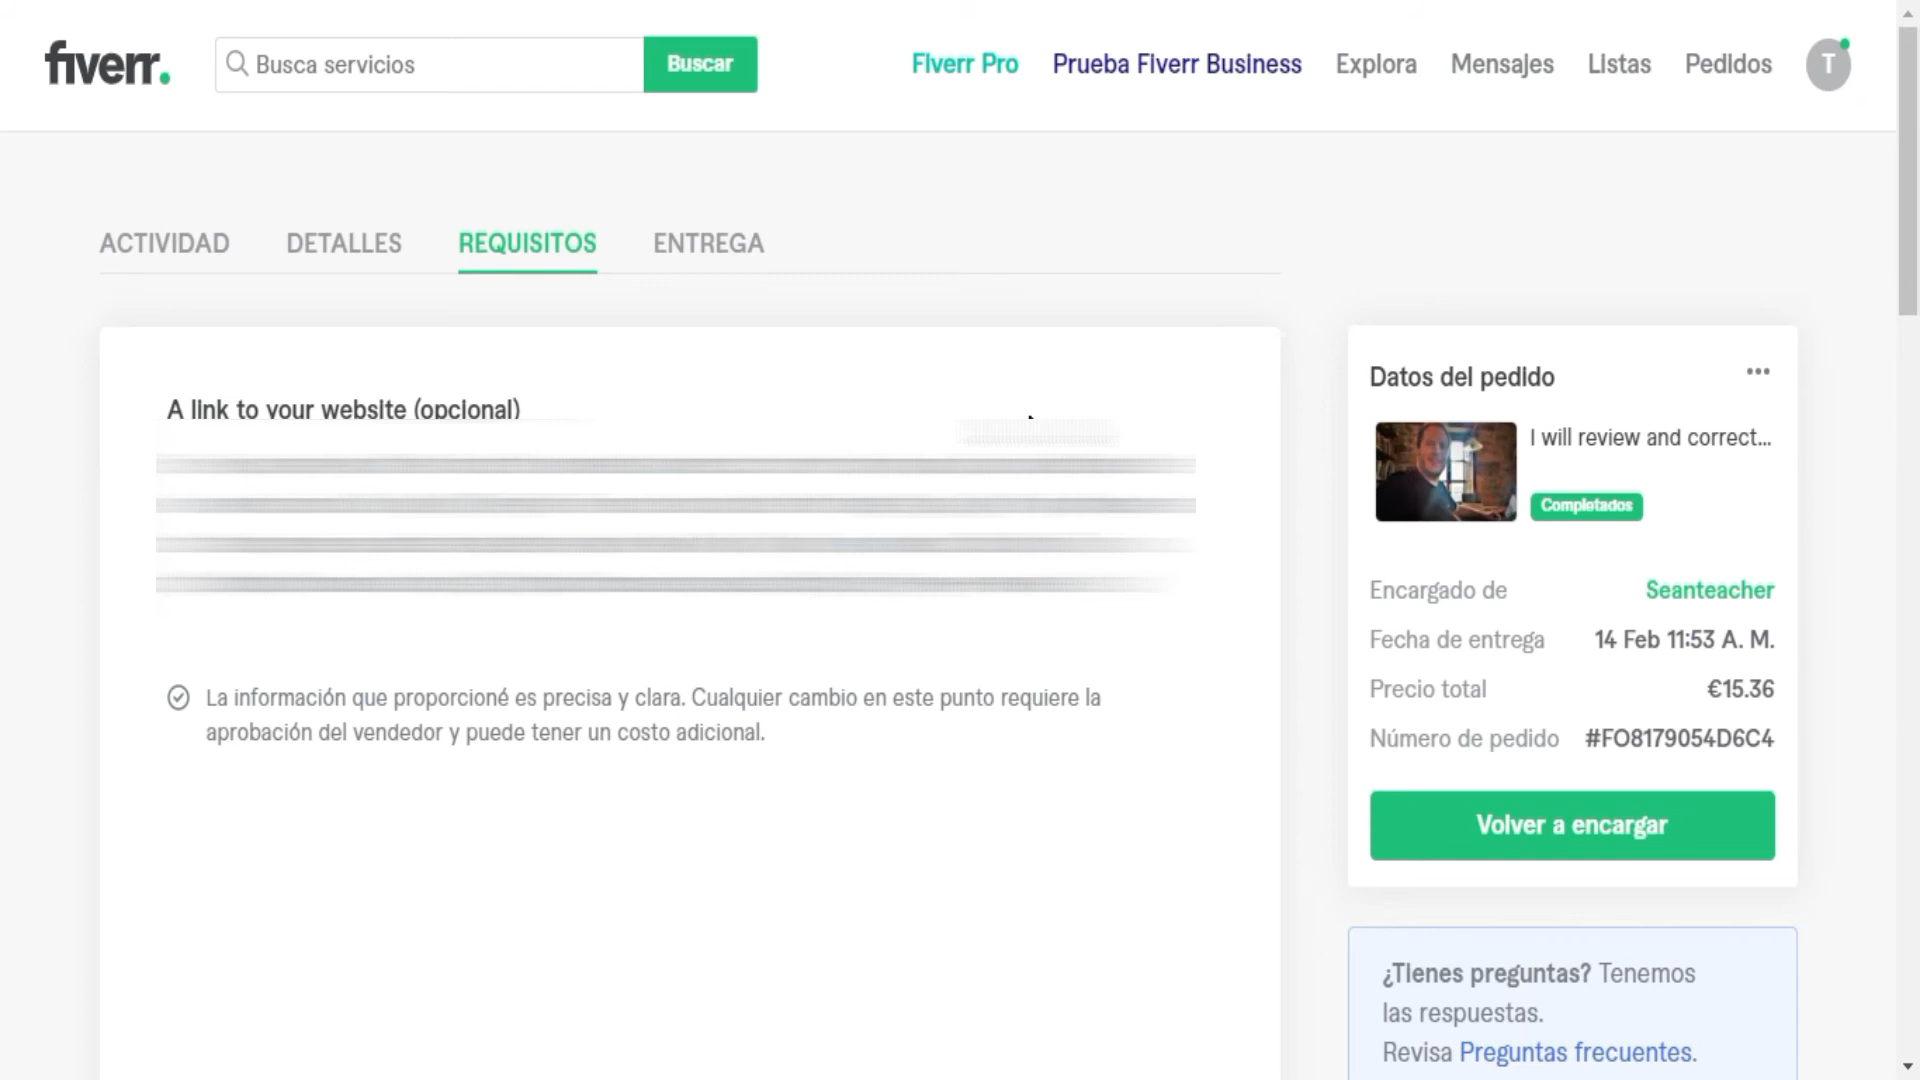 fiverr.
Busca servicios
Buscar
Fiverr Pro
Prueba Fiverr Business
Explora
Mensajes
Listas
Pedidos
T
ACTIVIDAD
DETALLES
REQUISITOS
ENTREGA
A link to your website (opcional)
La información que proporcioné es precisa y clara. Cualquier cambio en este punto requiere la
aprobación del vendedor y puede tener un costo adicional.
Datos del pedido
I will review and correct...
Completados
Encargado de Seanteacher
Fecha de entrega 14 Feb 11:53 A. M.
Precio total €15.36
Número de pedido #FO8179054D6C4
Volver a encargar
¿Tienes preguntas? Tenemos
las respuestas.
Revisa Preguntas frecuentes.